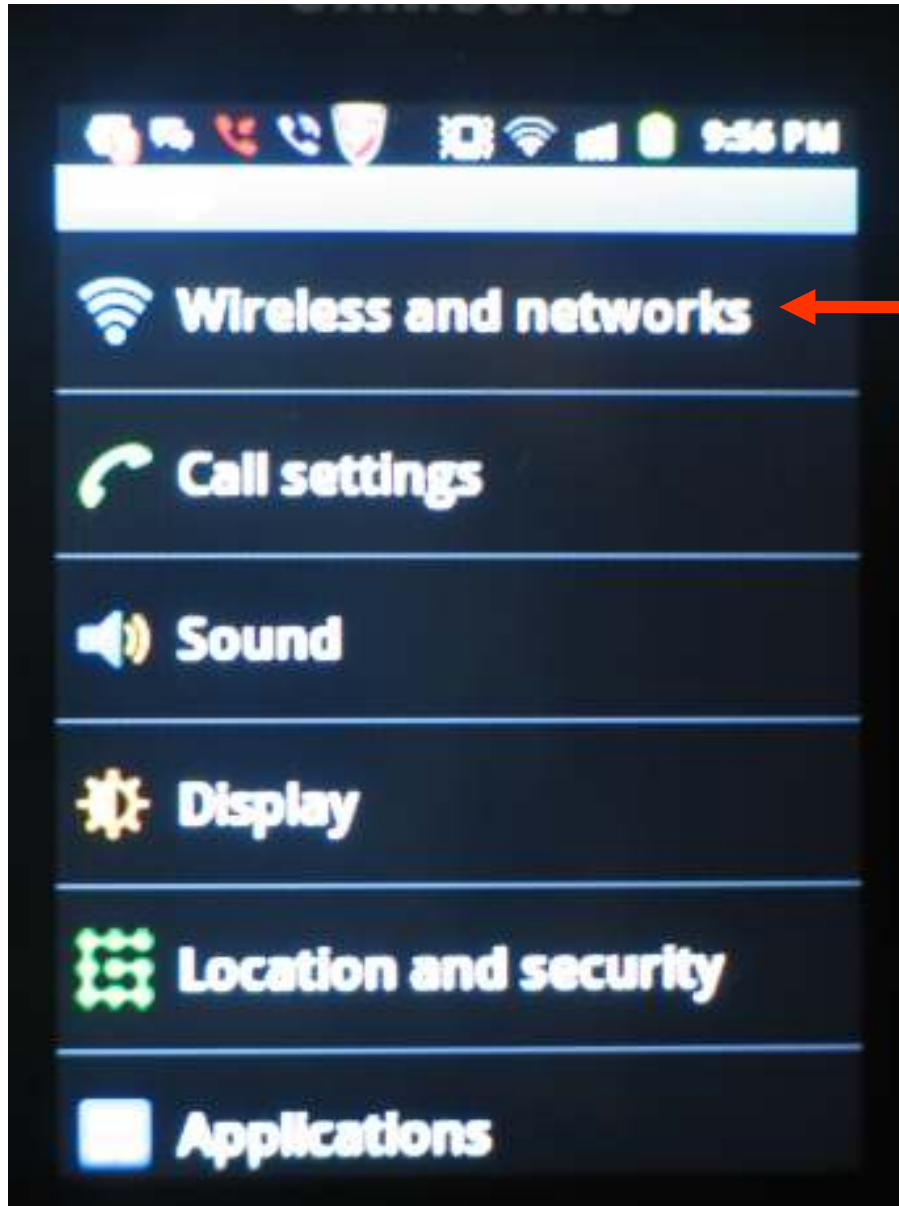 9:56 PM
Wireless and networks
Call settings
Sound
Display
Location and security
Applications